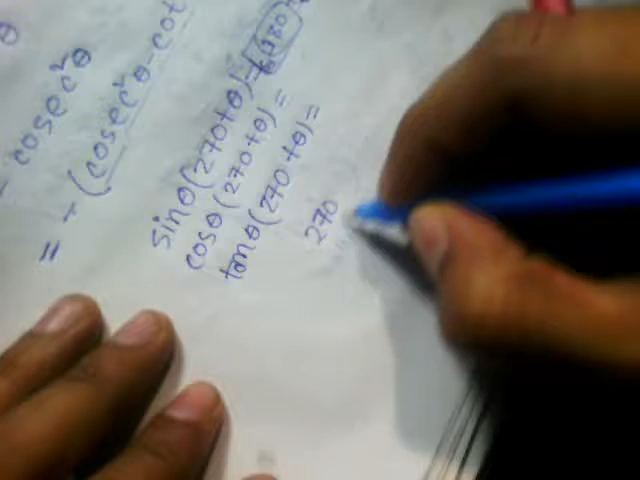 θ
- cosec²θ
= + (cosec²θ - cot
sinθ(270+θ) =
cosθ(270+θ) =
tanθ(270+θ) =
270